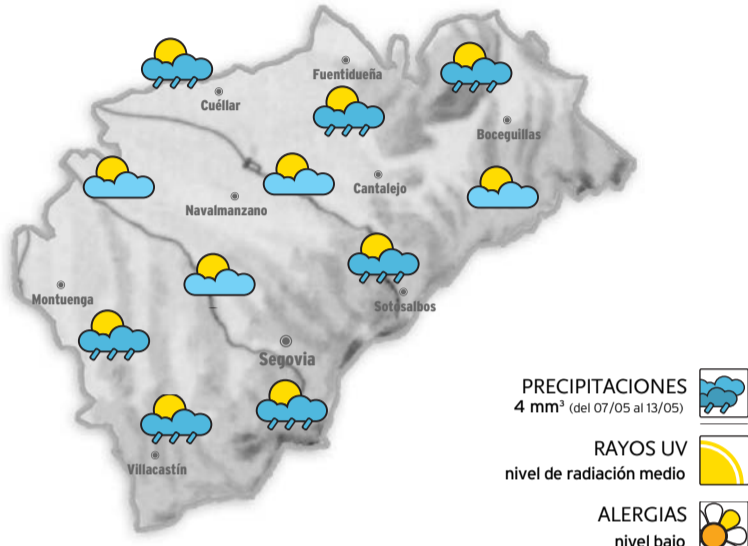 Fuentidueña
Cuéllar
Boceguillas
Cantalejo
Navalmanzano
Montuenga
Sotosalbos
Segovia
Villacastín
PRECIPITACIONES
4 mm³ (del 07/05 al 13/05)
RAYOS UV
nivel de radiación medio
ALERGIAS
nivel bajo